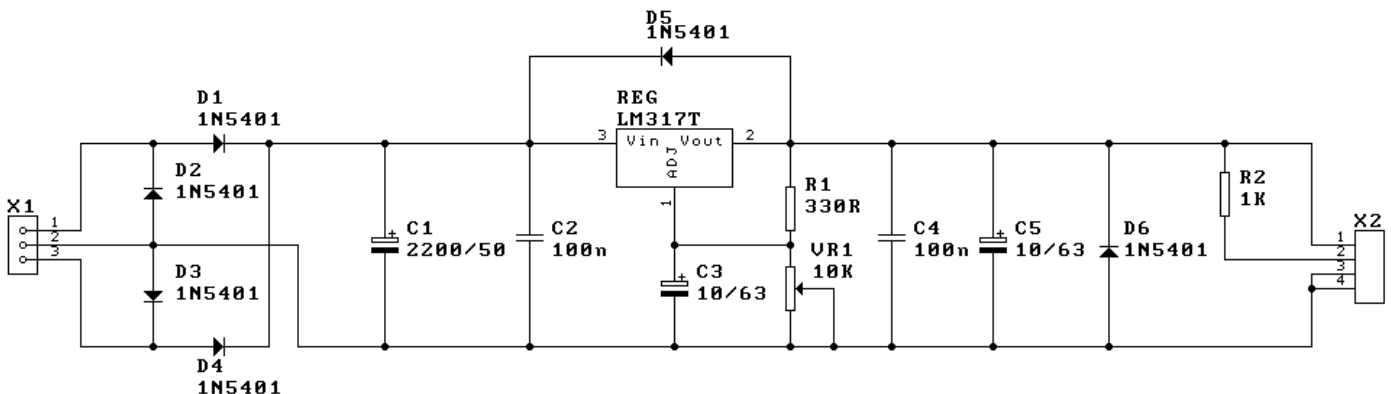 D5
1N5401
D1
1N5401
REG
LM317T
3
Vin
Vout
2
ADJ
1
D2
1N5401
X1
1
2
3
D3
1N5401
D4
1N5401
C1
+
2200/50
C2
100n
C3
+
10/63
R1
330R
VR1
10K
C4
100n
C5
+
10/63
D6
1N5401
R2
1K
X2
1
2
3
4